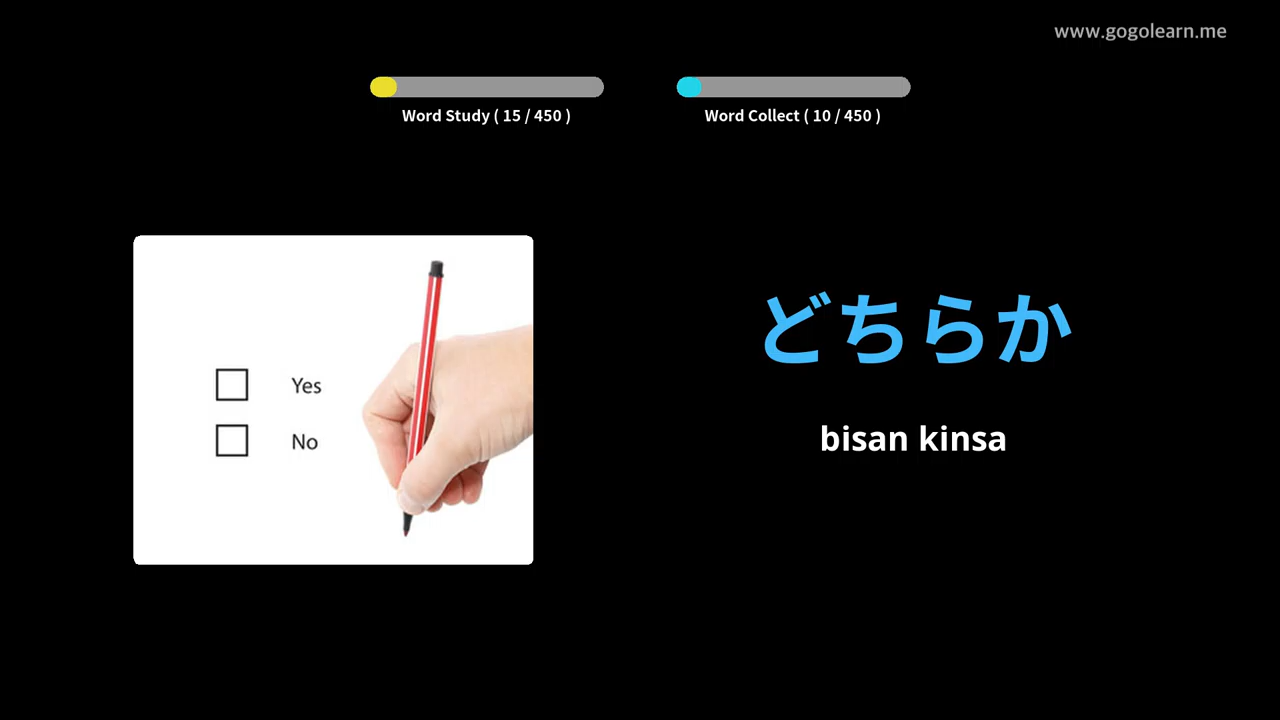 www.gogolearn.me
Word Study ( 15 / 450 )
Word Collect ( 10 / 450 )
Yes
No
どちらか
bisan kinsa